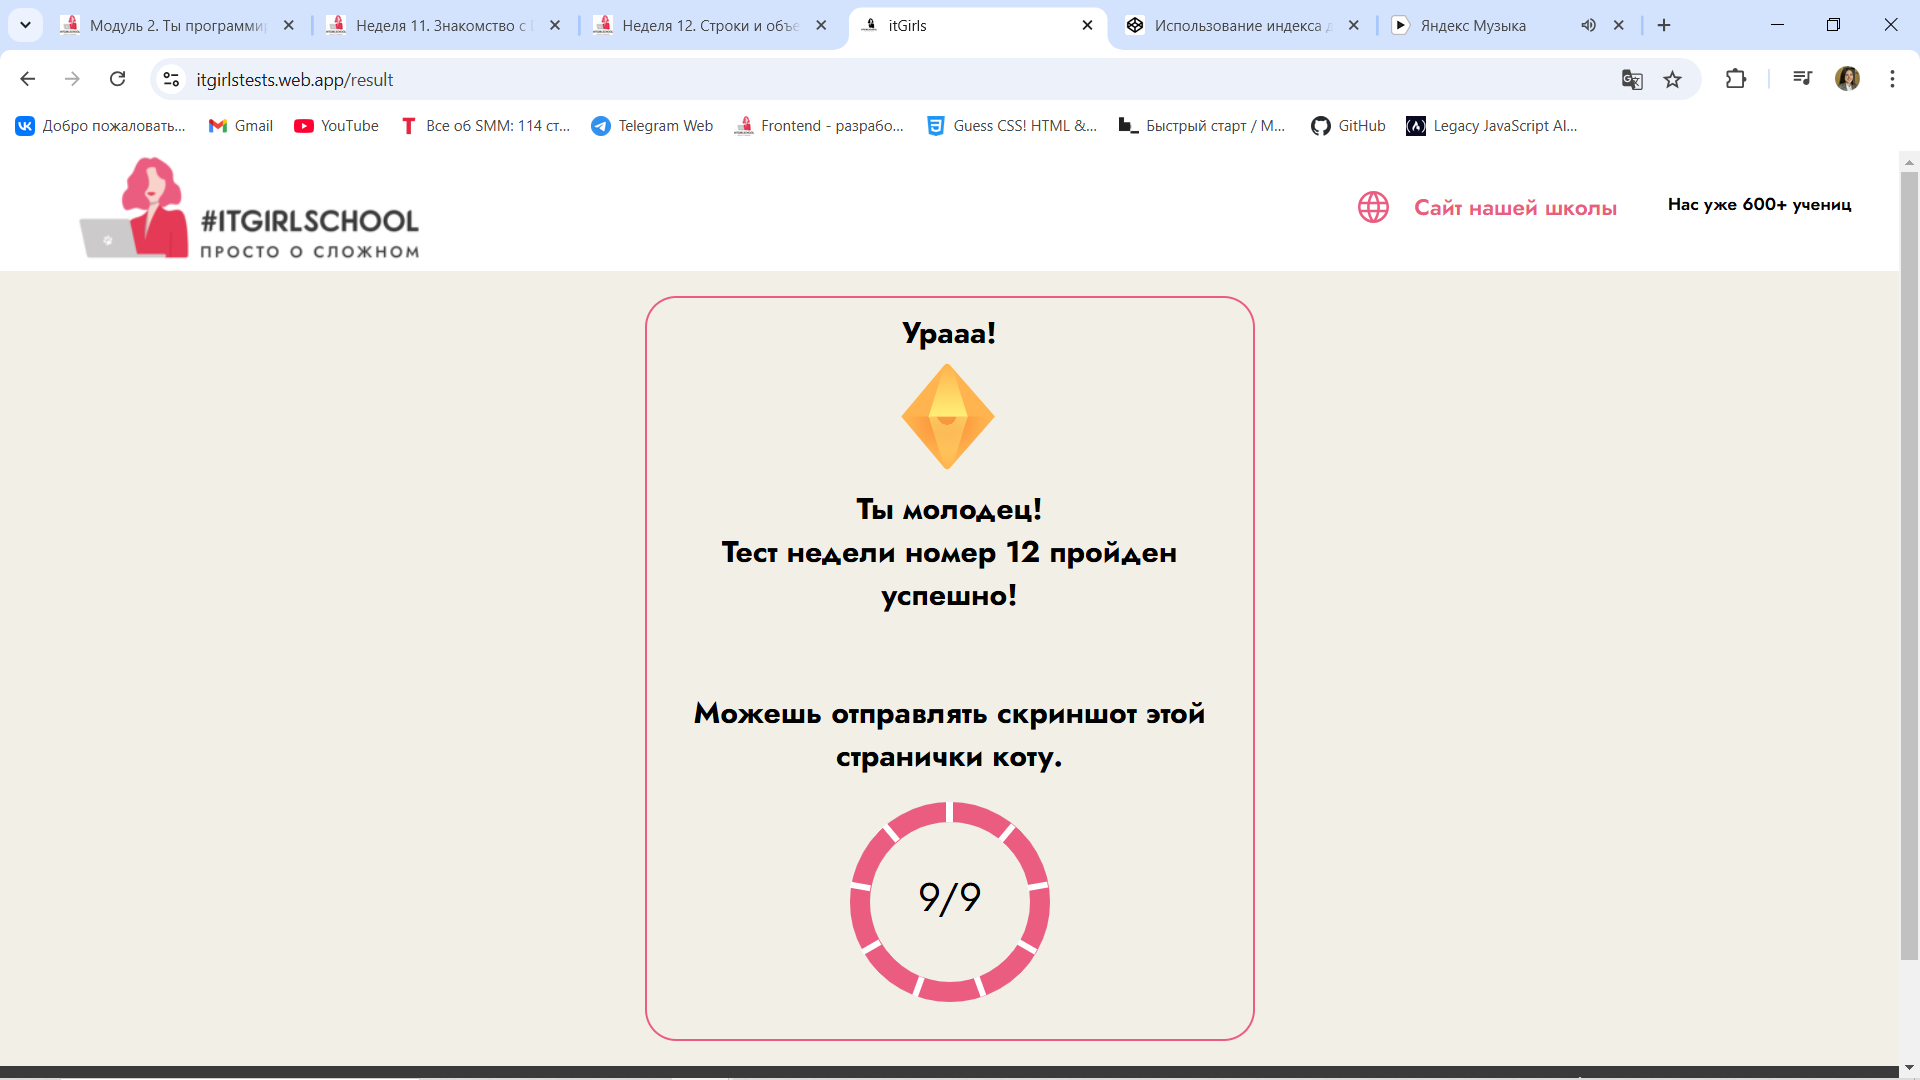 Модуль 2. Ты программи
Неделя 11. Знакомство с
Неделя 12. Строки и объе
itGirls
Использование индекса д
Яндекс Музыка
itgirlstests.web.app/result
Добро пожаловать...
Gmail
YouTube
Все об SMM: 114 ст...
Telegram Web
Frontend - разрабо...
Guess CSS! HTML &...
Быстрый старт / М...
GitHub
Legacy JavaScript Al...
#ITGIRLSCHOOL
ПРОСТО О СЛОЖНОМ
Сайт нашей школы
Нас уже 600+ учениц
Урааа!
Ты молодец!
Тест недели номер 12 пройден
успешно!
Можешь отправлять скриншот этой
странички коту.
9/9